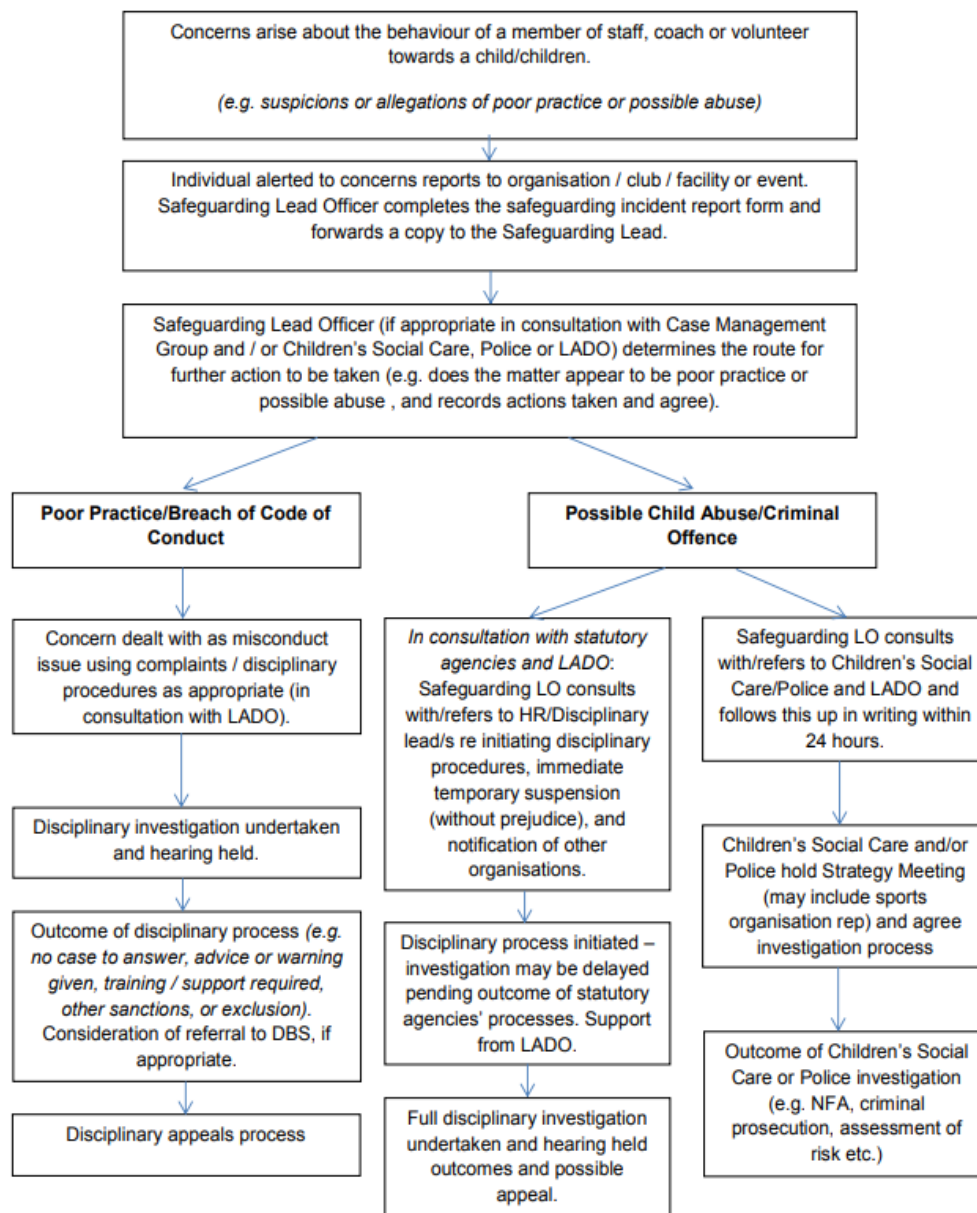 Concerns arise about the behaviour of a member of staff, coach or volunteer
towards a child/children.
(e.g. suspicions or allegations of poor practice or possible abuse)
Individual alerted to concerns reports to organisation / club / facility or event.
Safeguarding Lead Officer completes the safeguarding incident report form and
forwards a copy to the Safeguarding Lead.
Safeguarding Lead Officer (if appropriate in consultation with Case Management
Group and / or Children's Social Care, Police or LADO) determines the route for
further action to be taken (e.g. does the matter appear to be poor practice or
possible abuse , and records actions taken and agree).
Poor Practice/Breach of Code of
Conduct
Concern dealt with as misconduct
issue using complaints / disciplinary
procedures as appropriate (in
consultation with LADO).
Disciplinary investigation undertaken
and hearing held.
Outcome of disciplinary process (e.g.
no case to answer, advice or warning
given, training / support required,
other sanctions, or exclusion).
Consideration of referral to DBS, if
appropriate.
Disciplinary appeals process
Possible Child Abuse/Criminal
Offence
In consultation with statutory
agencies and LADO:
Safeguarding LO consults
with/refers to HR/Disciplinary
lead/s re initiating disciplinary
procedures, immediate
temporary suspension
(without prejudice), and
notification of other
organisations.
Disciplinary process initiated –
investigation may be delayed
pending outcome of statutory
agencies' processes. Support
from LADO.
Full disciplinary investigation
undertaken and hearing held
outcomes and possible
appeal.
Safeguarding LO consults
with/refers to Children's Social
Care/Police and LADO and
follows this up in writing within
24 hours.
Children's Social Care and/or
Police hold Strategy Meeting
(may include sports
organisation rep) and agree
investigation process
Outcome of Children's Social
Care or Police investigation
(e.g. NFA, criminal
prosecution, assessment of
risk etc.)